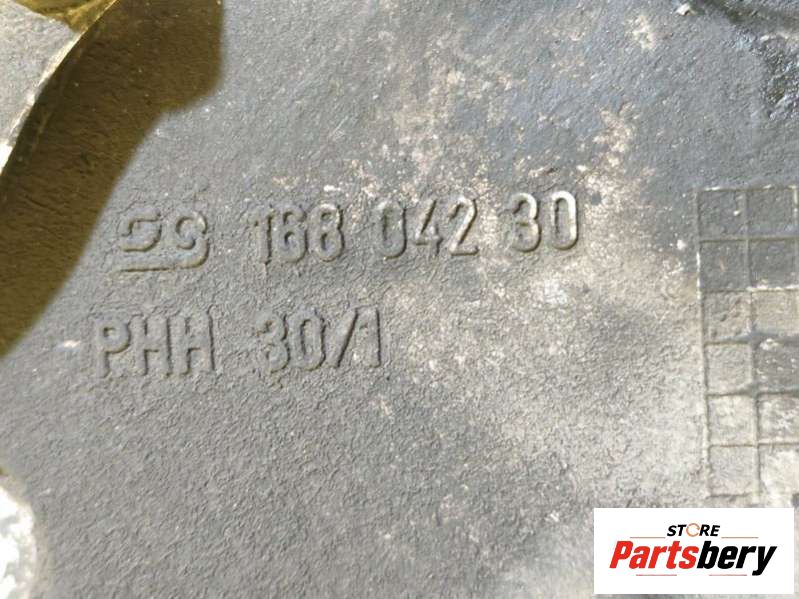 168 042 30
PHH 30/1
STORE
Partsbery